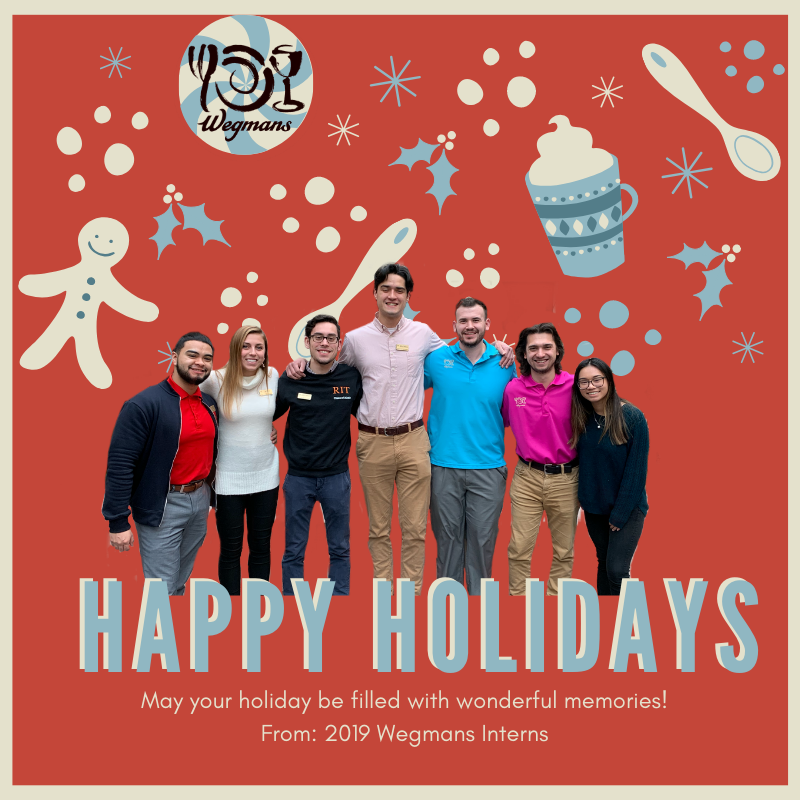 Wegmans
RIT
HAPPY HOLIDAYS
May your holiday be filled with wonderful memories!
From: 2019 Wegmans Interns